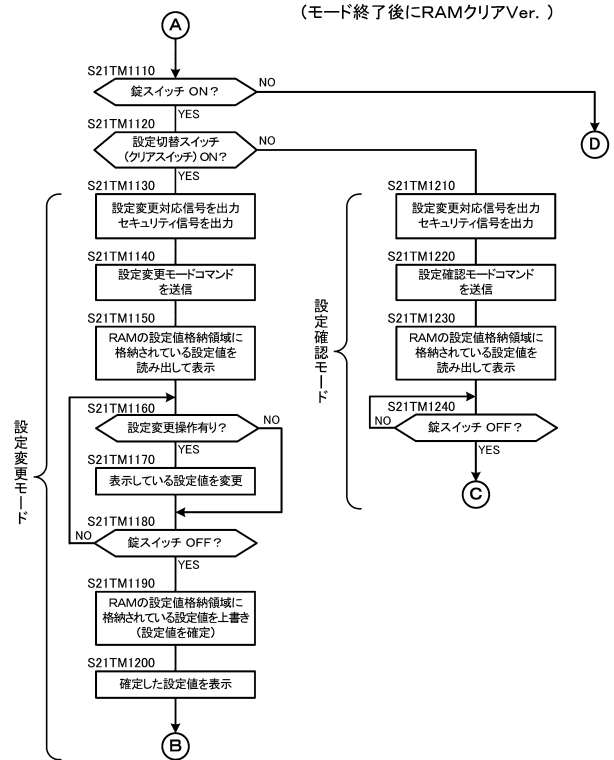 (モード終了後にRAMクリアVer．)
A
S21TM1110
錠スイッチ ON？
NO
YES
D
S21TM1120
設定切替スイッチ
(クリアスイッチ)ON？
NO
YES
S21TM1130
設定変更対応信号を出力
セキュリティ信号を出力
S21TM1140
設定変更モードコマンド
を送信
S21TM1150
RAMの設定値格納領域に
格納されている設定値を
読み出して表示
S21TM1160
設定変更操作有り？
NO
YES
S21TM1170
表示している設定値を変更
S21TM1180
NO
錠スイッチ OFF？
YES
S21TM1190
RAMの設定値格納領域に
格納されている設定値を上書き
(設定値を確定)
S21TM1200
確定した設定値を表示
B
設定変更モード
S21TM1210
設定変更対応信号を出力
セキュリティ信号を出力
S21TM1220
設定確認モードコマンド
を送信
S21TM1230
RAMの設定値格納領域に
格納されている設定値を
読み出して表示
S21TM1240
NO
錠スイッチ OFF？
YES
C
設定確認モード